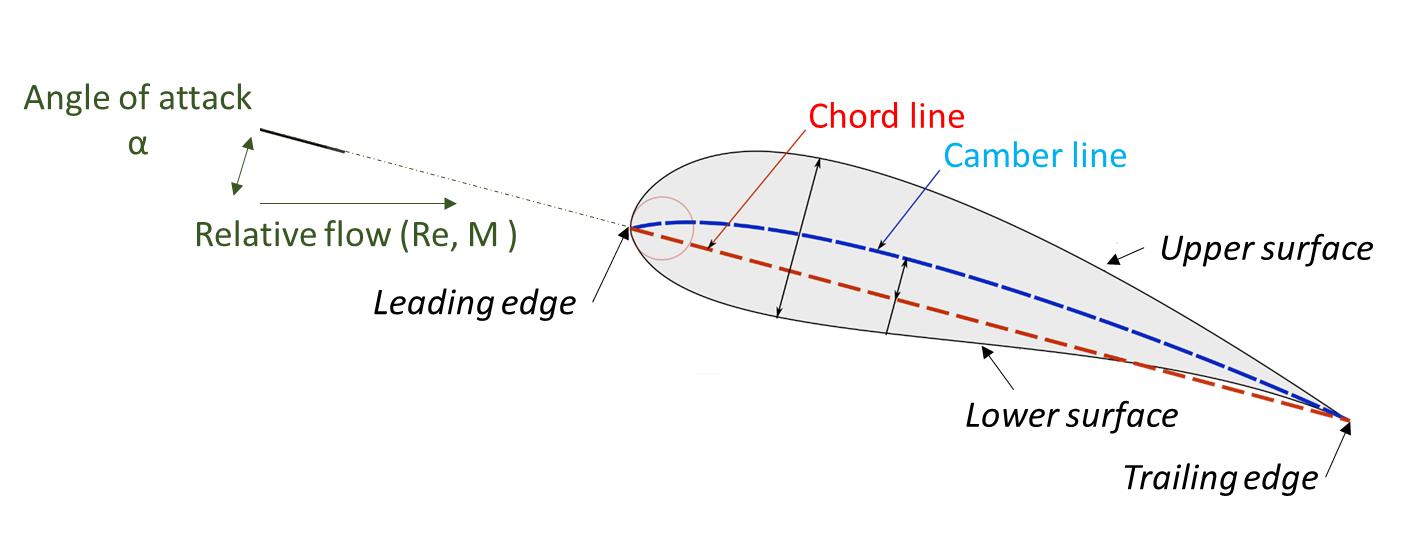 Angle of attack
α
Relative flow (Re, M )
Leading edge
Chord line
Camber line
Upper surface
Lower surface
Trailing edge